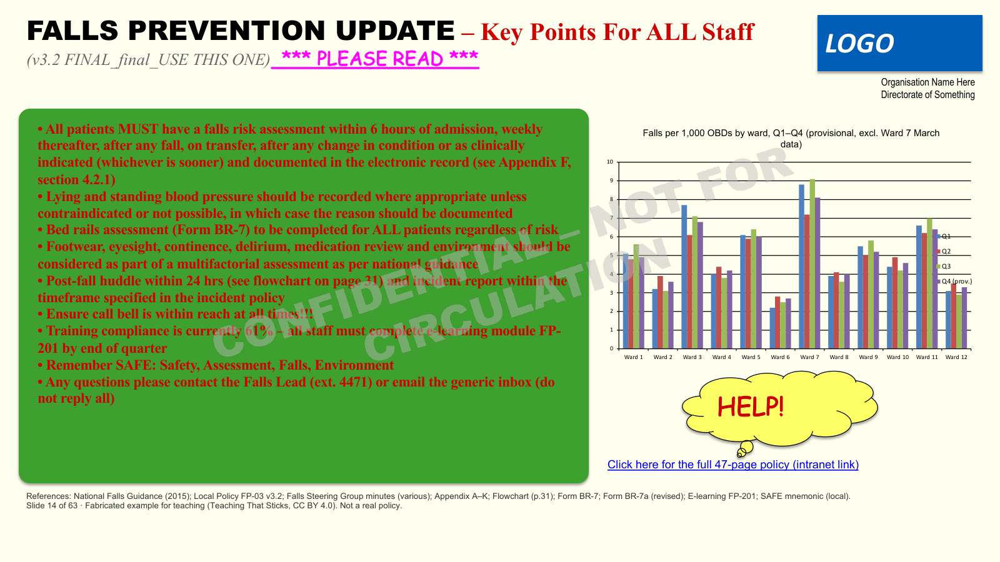 FALLS PREVENTION UPDATE – Key Points For ALL Staff
(v3.2 FINAL_final_USE THIS ONE) *** PLEASE READ ***
LOGO
Organisation Name Here
Directorate of Something
• All patients MUST have a falls risk assessment within 6 hours of admission, weekly
thereafter, after any fall, on transfer, after any change in condition or as clinically
indicated (whichever is sooner) and documented in the electronic record (see Appendix F,
section 4.2.1)
• Lying and standing blood pressure should be recorded where appropriate unless
contraindicated or not possible, in which case the reason should be documented
• Bed rails assessment (Form BR-7) to be completed for ALL patients regardless of risk
• Footwear, eyesight, continence, delirium, medication review and environment should be
considered as part of a multifactorial assessment as per national guidance
• Post-fall huddle within 24 hrs (see flowchart on page 31) and incident report within the
timeframe specified in the incident policy
• Ensure call bell is within reach at all times!!!
• Training compliance is currently 61% – all staff must complete e-learning module FP-
201 by end of quarter
• Remember SAFE: Safety, Assessment, Falls, Environment
• Any questions please contact the Falls Lead (ext. 4471) or email the generic inbox (do
not reply all)
CONFIDENTIAL – NOT FOR
CIRCULATION
Falls per 1,000 OBDs by ward, Q1–Q4 (provisional, excl. Ward 7 March
data)
10
9
8
7
6
5
4
3
2
1
0
Ward 1 Ward 2 Ward 3 Ward 4 Ward 5 Ward 6 Ward 7 Ward 8 Ward 9 Ward 10 Ward 11 Ward 12
Q1
Q2
Q3
Q4 (prov.)
HELP!
Click here for the full 47-page policy (intranet link)
References: National Falls Guidance (2015); Local Policy FP-03 v3.2; Falls Steering Group minutes (various); Appendix A–K; Flowchart (p.31); Form BR-7; Form BR-7a (revised); E-learning FP-201; SAFE mnemonic (local).
Slide 14 of 63 · Fabricated example for teaching (Teaching That Sticks, CC BY 4.0). Not a real policy.